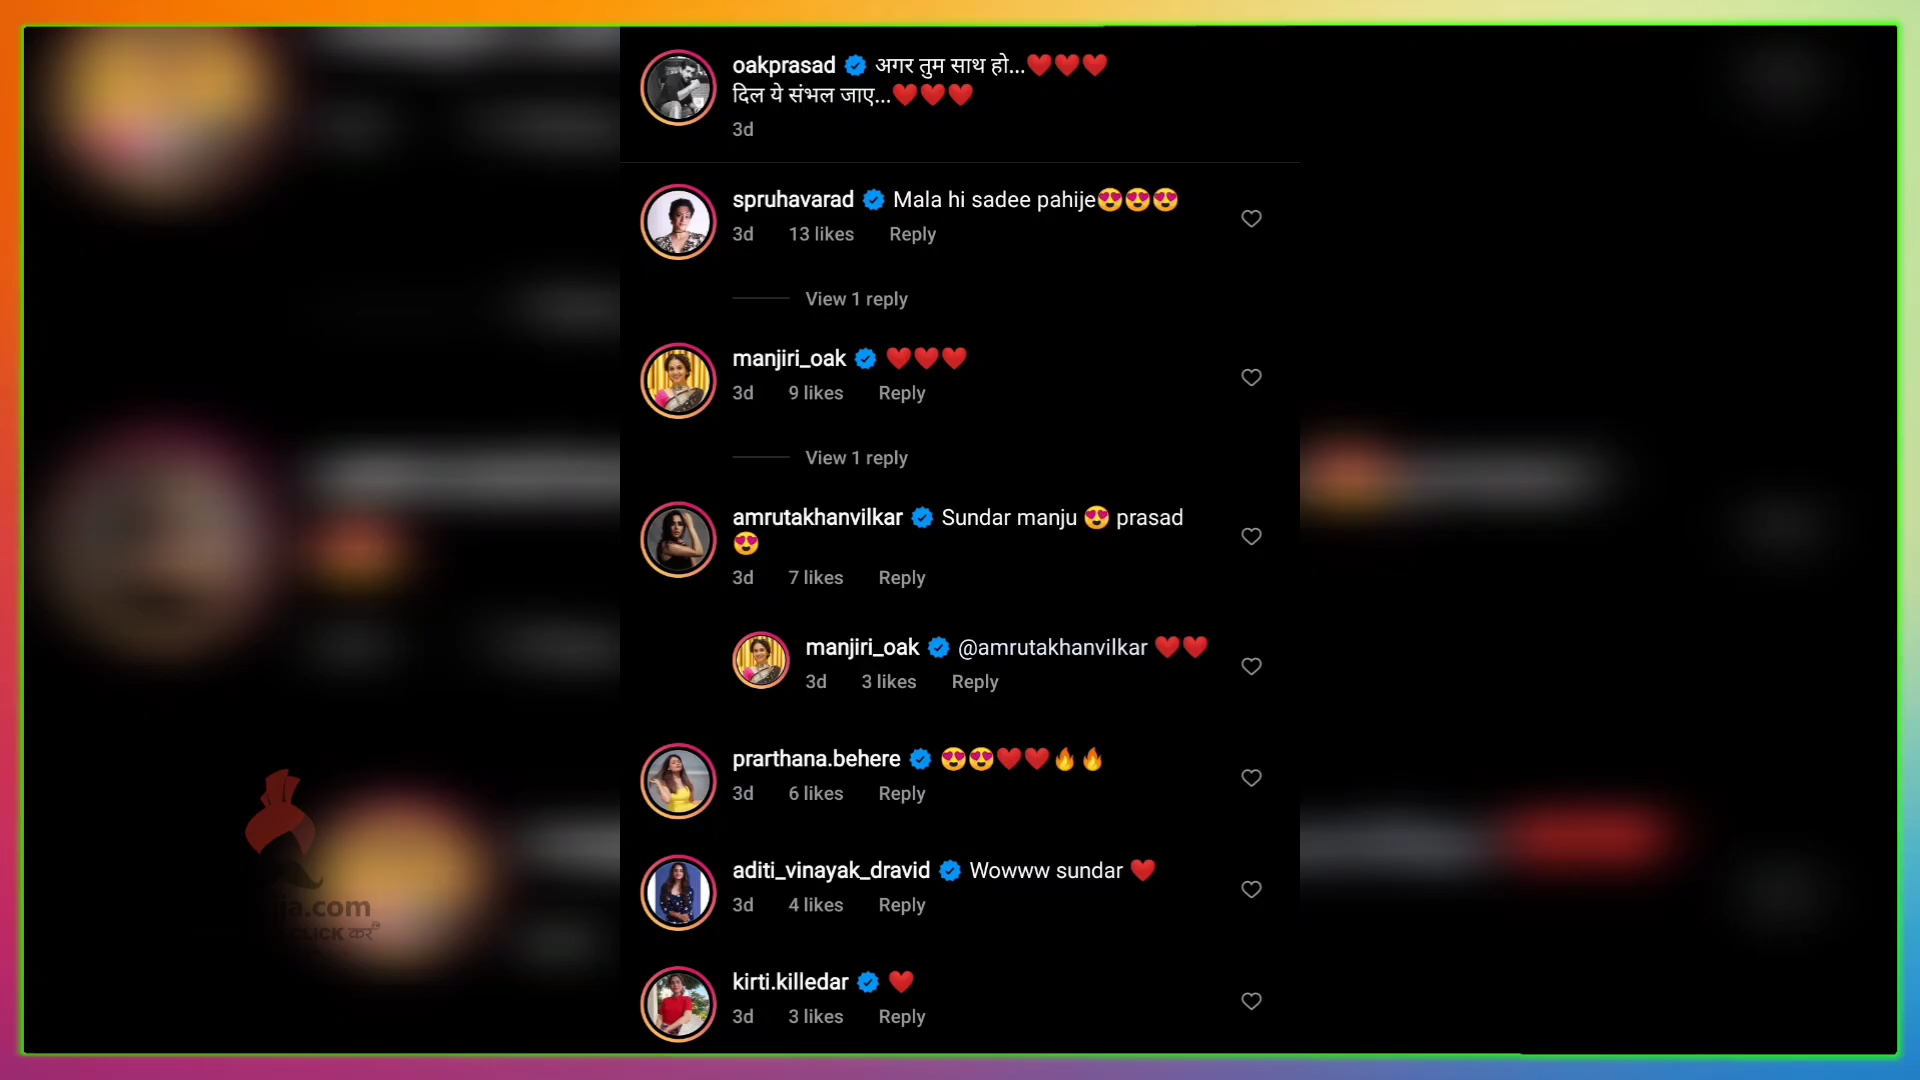 oakprasad अगर तुम साथ हो...❤️❤️❤️
दिल ये संभल जाए...❤️❤️❤️
3d
spruhavarad Mala hi sadee pahije😍😍😍
3d 13 likes Reply
View 1 reply
manjiri_oak ❤️❤️❤️
3d 9 likes Reply
View 1 reply
amrutakhanvilkar Sundar manju 😍 prasad
😍
3d 7 likes Reply
manjiri_oak @amrutakhanvilkar ❤️❤️
3d 3 likes Reply
prarthana.behere 😍😍❤️❤️🔥🔥
3d 6 likes Reply
aditi_vinayak_dravid Wowww sundar ❤️
3d 4 likes Reply
kirti.killedar ❤️
3d 3 likes Reply
CLICK कर